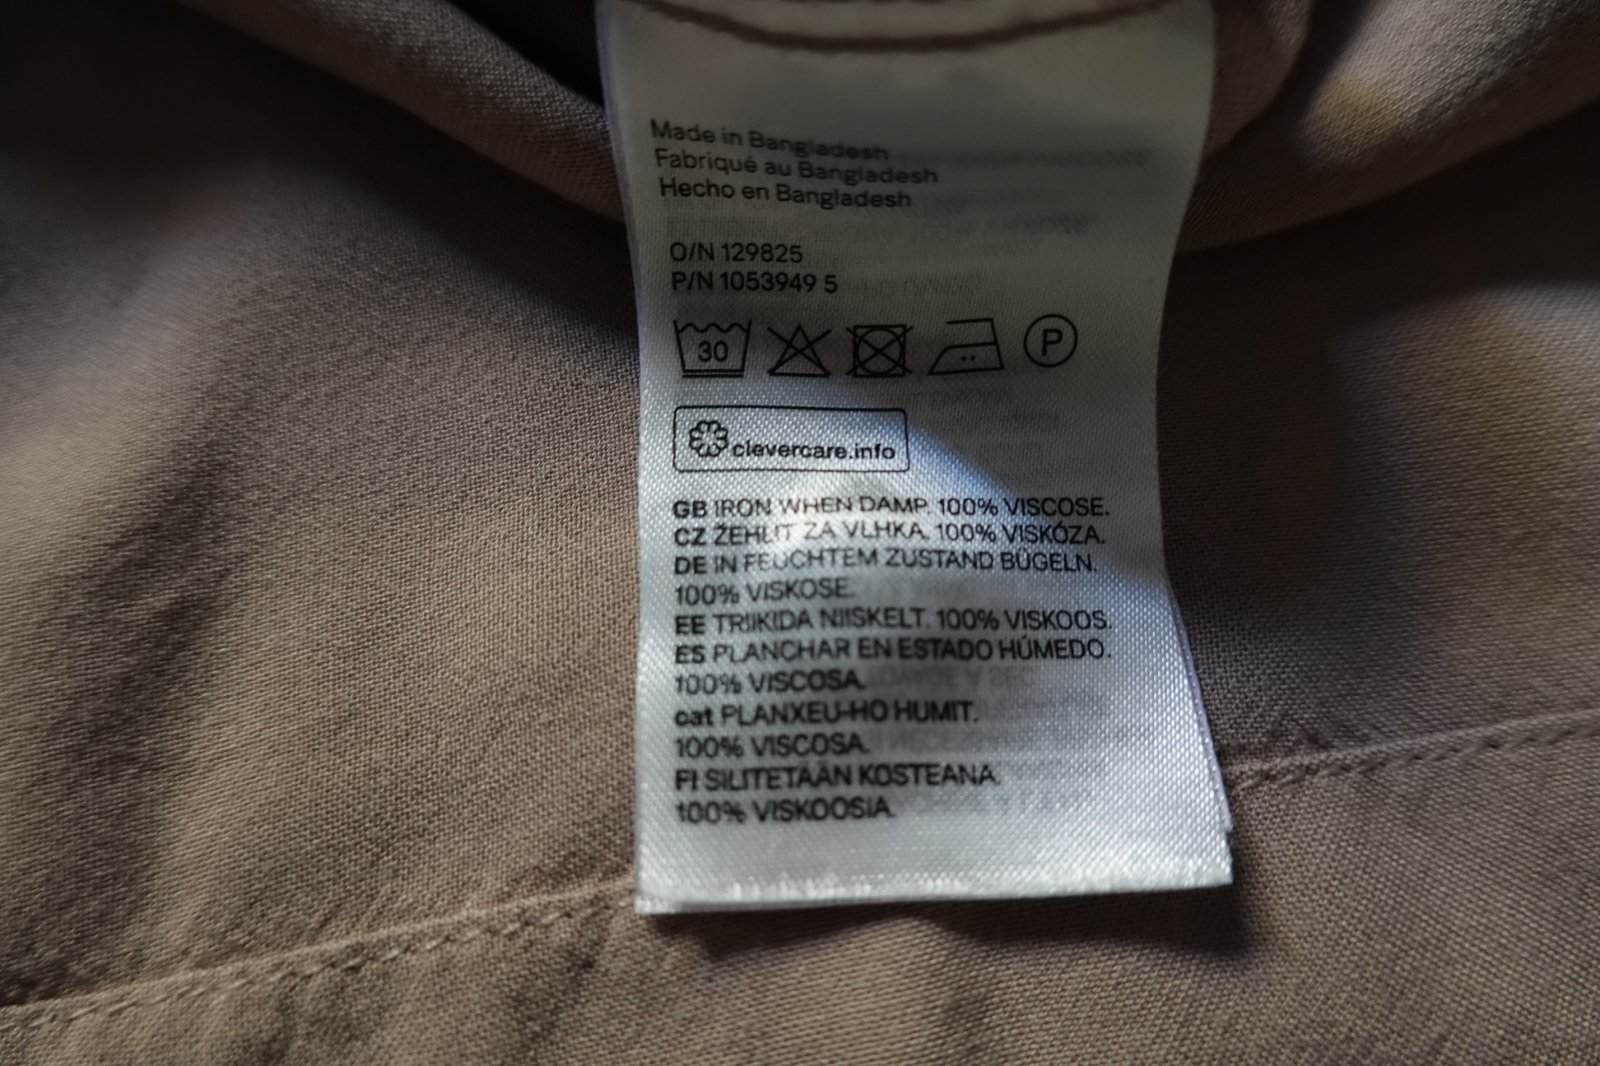 Made in Bangladesh
Fabriqué au Bangladesh
Hecho en Bangladesh
O/N 129825
P/N 1053949 5
30
P
clevercare.info
GB IRON WHEN DAMP. 100% VISCOSE.
CZ ŽEHLIT ZA VLHKA. 100% VISKÓZA.
DE IN FEUCHTEM ZUSTAND BÜGELN.
100% VISKOSE.
EE TRIIKIDA NIISKELT. 100% VISKOOS.
ES PLANCHAR EN ESTADO HÚMEDO.
100% VISCOSA.
cat PLANXEU-HO HUMIT.
100% VISCOSA.
FI SILITETÄÄN KOSTEANA.
100% VISKOOSIA.